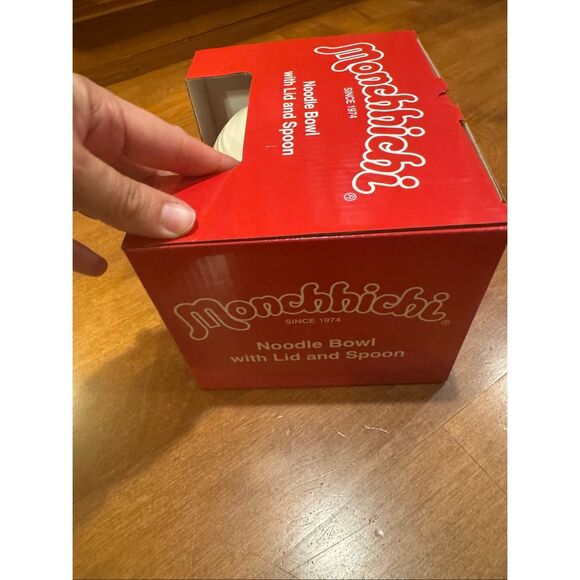 Monchhichi®
SINCE 1974
Noodle Bowl
with Lid and Spoon
Monchhichi®
SINCE 1974
Noodle Bowl
with Lid and Spoon